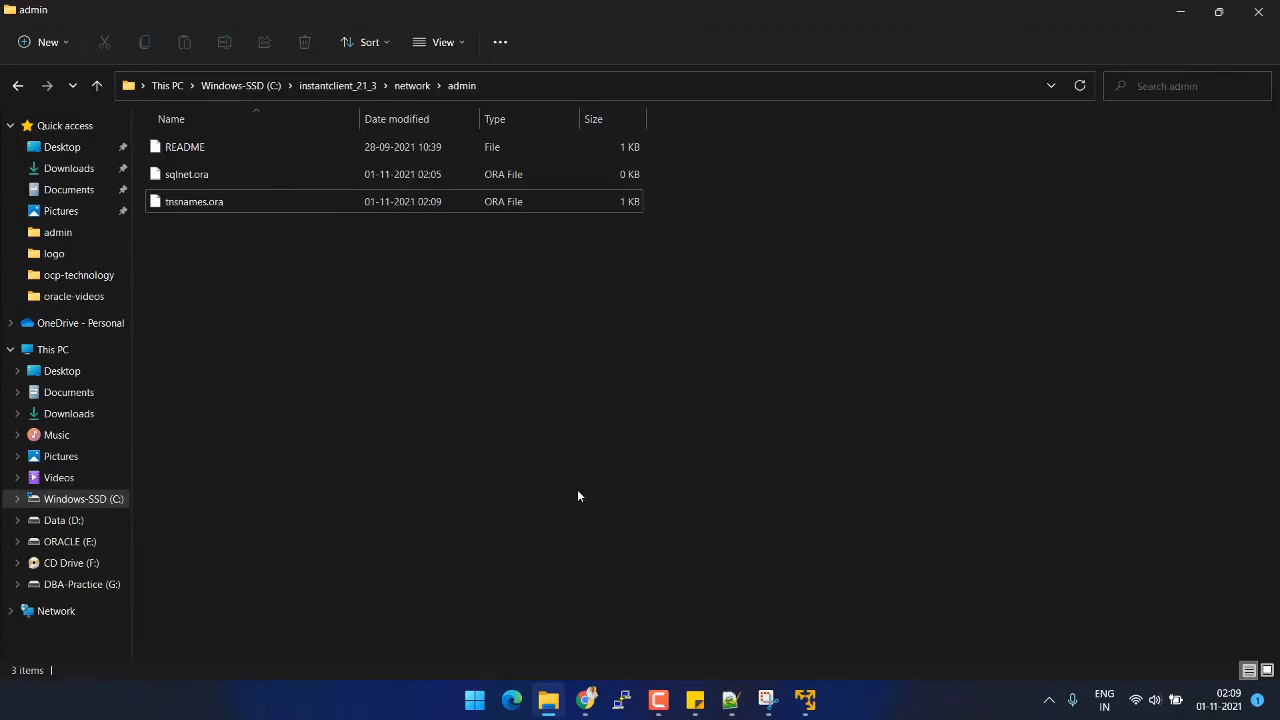 admin
New
Sort
View
This PC
Windows-SSD (C:)
instantclient_21_3
network
admin
Search admin
Name
Date modified
Type
Size
README
28-09-2021 10:39
File
1 KB
sqlnet.ora
01-11-2021 02:05
ORA File
0 KB
tnsnames.ora
01-11-2021 02:09
ORA File
1 KB
Quick access
Desktop
Downloads
Documents
Pictures
admin
logo
ocp-technology
oracle-videos
OneDrive - Personal
This PC
Desktop
Documents
Downloads
Music
Pictures
Videos
Windows-SSD (C:)
Data (D:)
ORACLE (E:)
CD Drive (F:)
DBA-Practice (G:)
Network
3 items
ENG
IN
02:09
01-11-2021
1